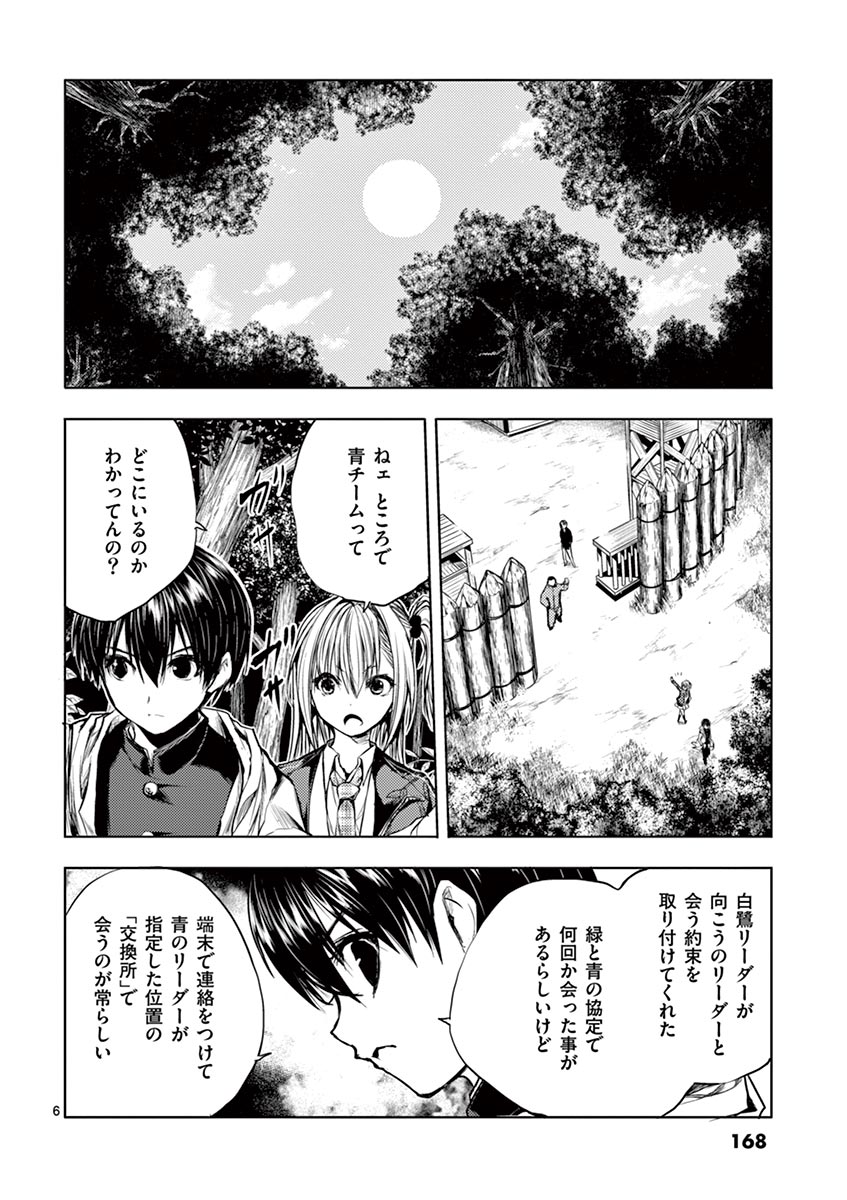 ねェ ところで
青チームって
どこにいるのか
わかってんの？
ガサ
ガサ
白鷺リーダーが
向こうのリーダーと
会う約束を
取り付けてくれた
緑と青の協定で
何回か会った事が
あるらしいけど
端末で連絡をつけて
青のリーダーが
指定した位置の
「交換所」で
会うのが常らしい
6
168